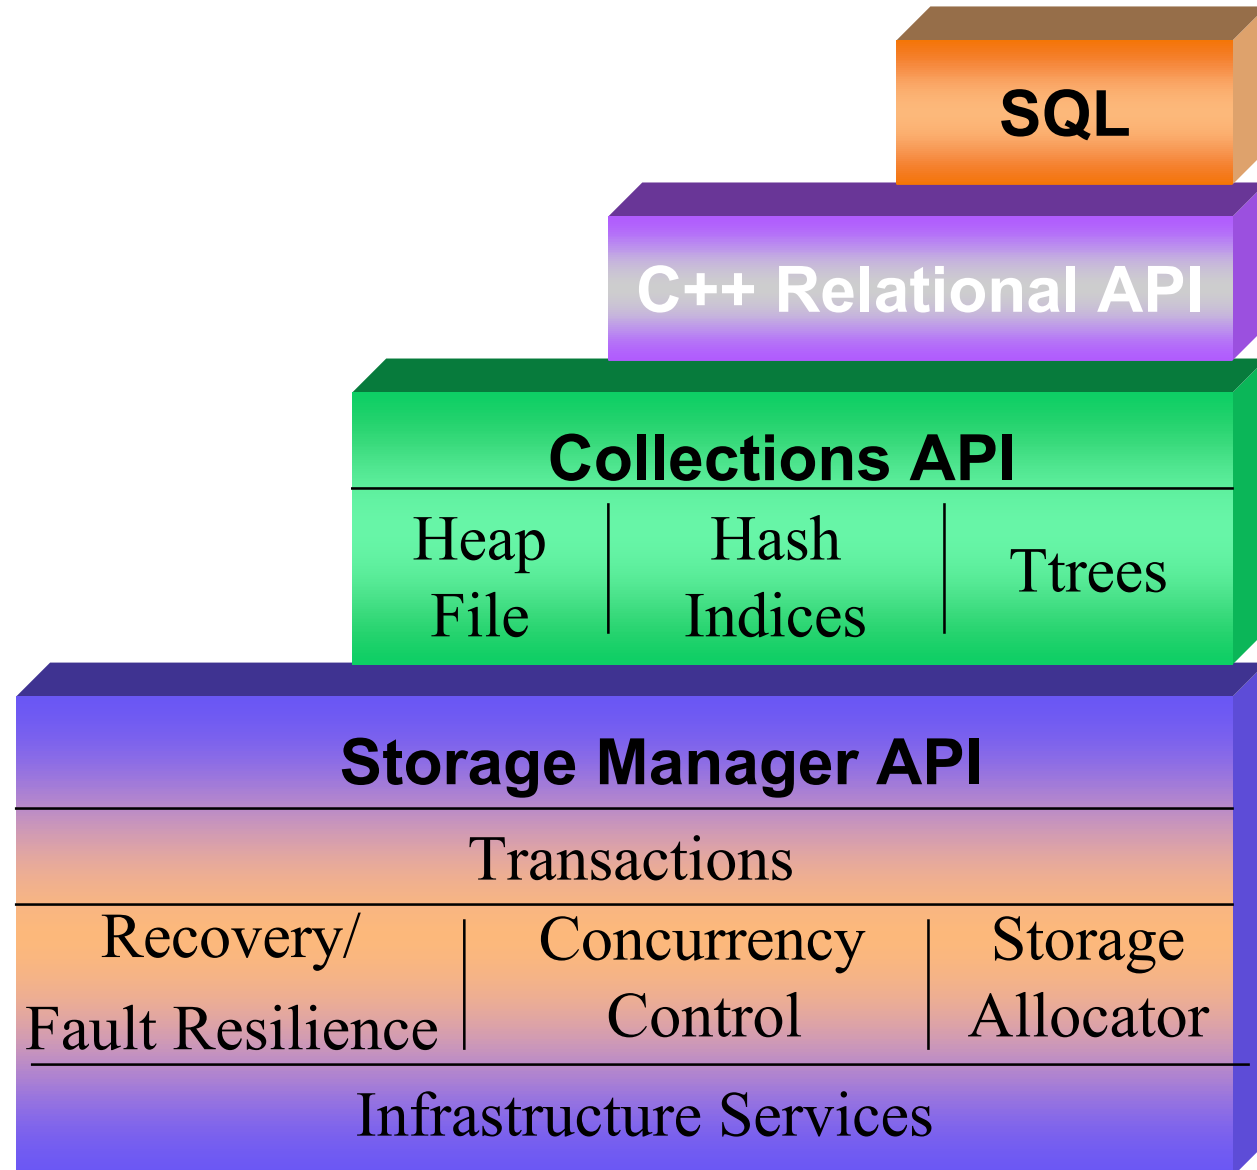 SQL
C++ Relational API
Collections API
Heap
File
Hash
Indices
Ttrees
Storage Manager API
Transactions
Recovery/
Fault Resilience
Concurrency
Control
Storage
Allocator
Infrastructure Services